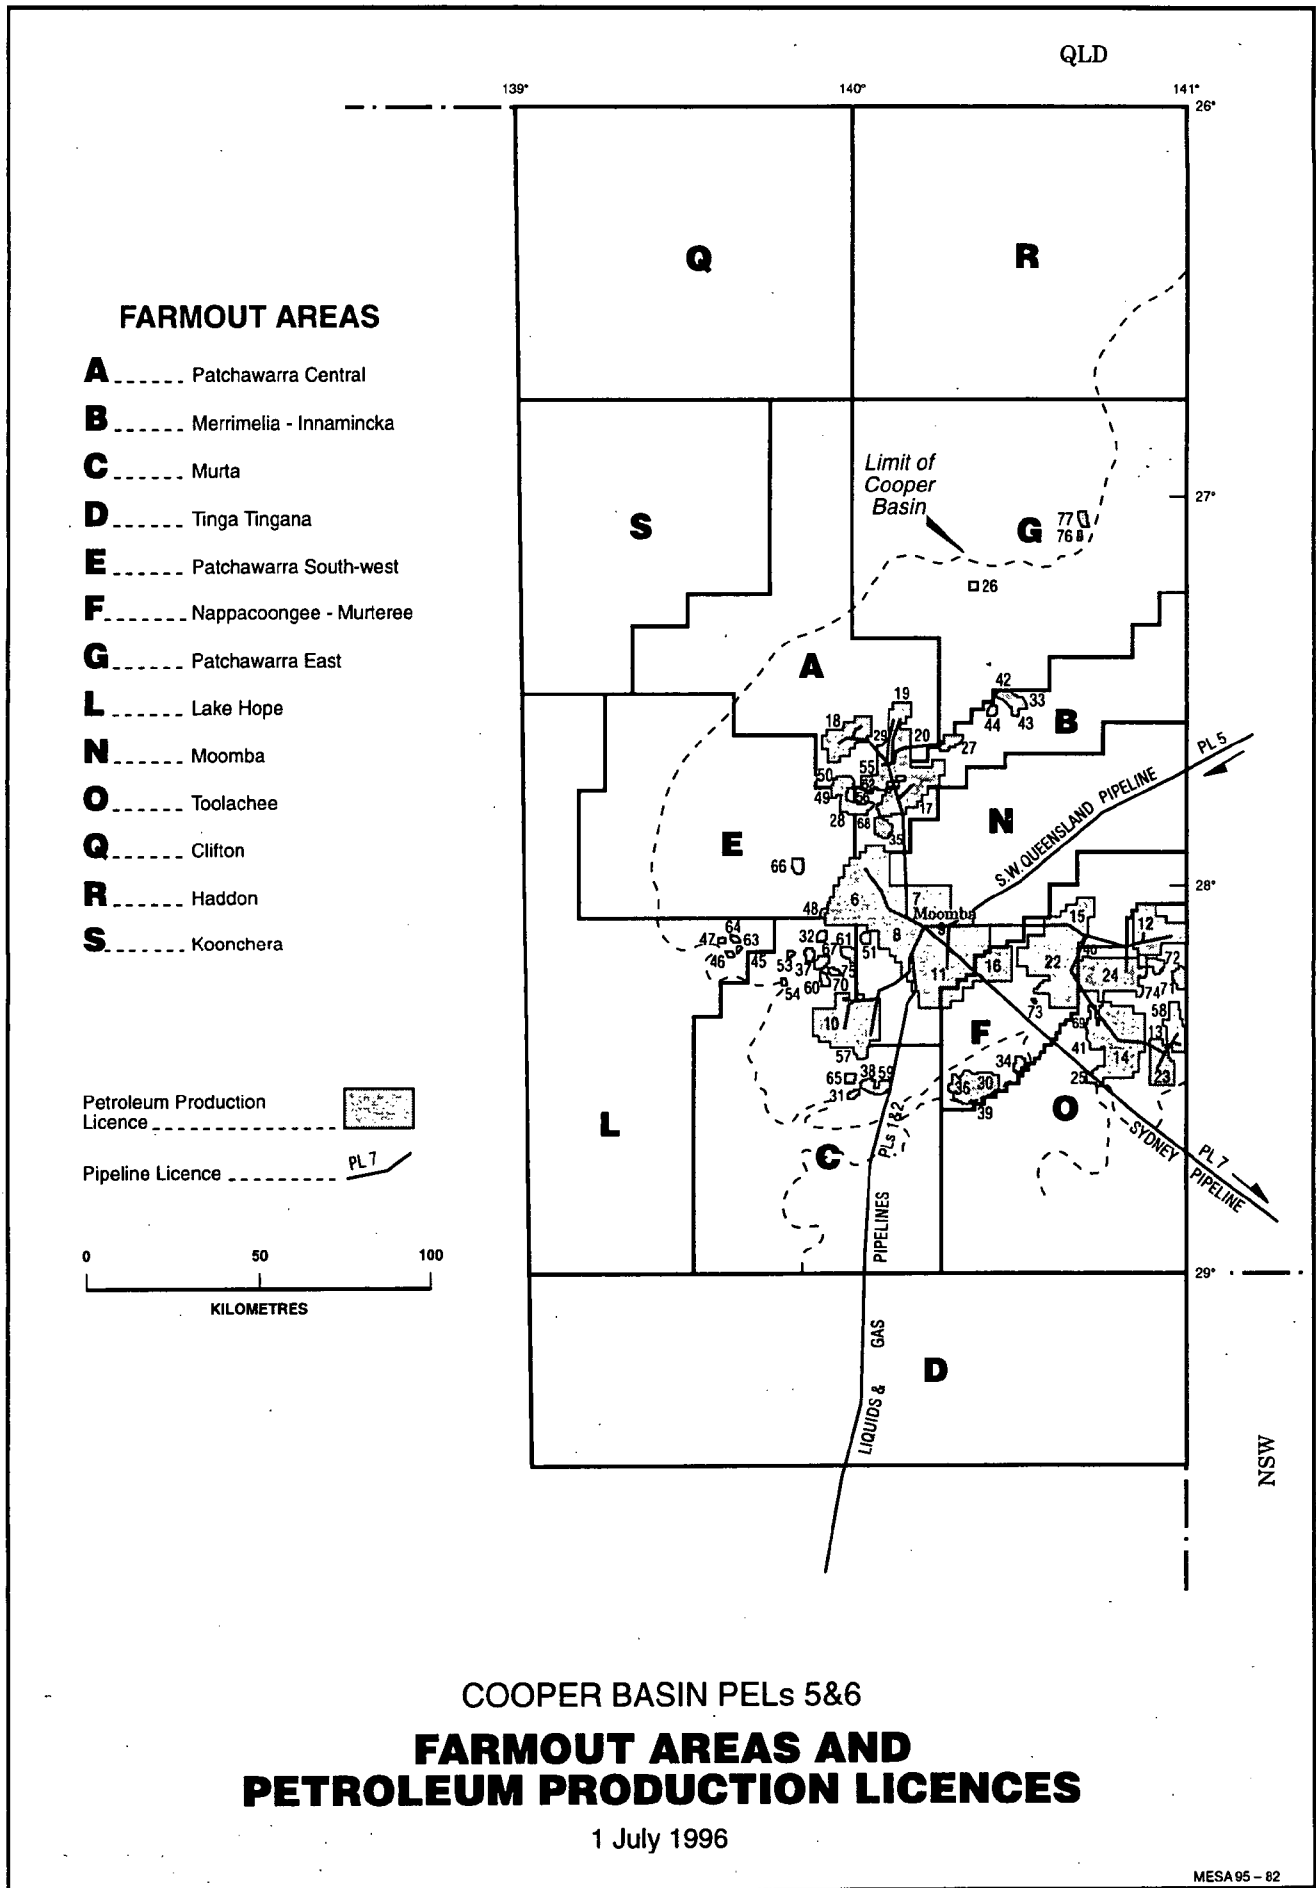 QLD
139°
140°
141°
26°
Q
R
FARMOUT AREAS
A ------ Patchawarra Central
B ------ Merrimelia - Innamincka
C ------ Murta
D ------ Tinga Tingana
E ------ Patchawarra South-west
F ------- Nappacoongee - Murteree
G ------ Patchawarra East
L ------ Lake Hope
N ------ Moomba
O ------ Toolachee
Q ------ Clifton
R ------ Haddon
S ------ Koonchera
Limit of
Cooper
Basin
27°
S
G
77
76
26
A
42
19
33
B
44
43
18
29
20
27
PL 5
50
55
49
56
17
28
68
35
N
S.W. QUEENSLAND PIPELINE
E
66
28°
6
7
48
Moomba
9
15
12
64
47
63
32
61
8
46
45
53
67
51
40
72
37
75
11
16
22
24
54
60
70
74
71
73
58
10
F
69
13
57
34
41
14
65
38
59
36
30
25
23
31
39
O
Petroleum Production
Licence
PL 7
Pipeline Licence
L
C
PLs 1&2
SYDNEY PIPELINE
PL 7
0
50
100
KILOMETRES
LIQUIDS & GAS PIPELINES
29°
D
NSW
COOPER BASIN PELs 5&6
FARMOUT AREAS AND
PETROLEUM PRODUCTION LICENCES
1 July 1996
MESA 95 – 82